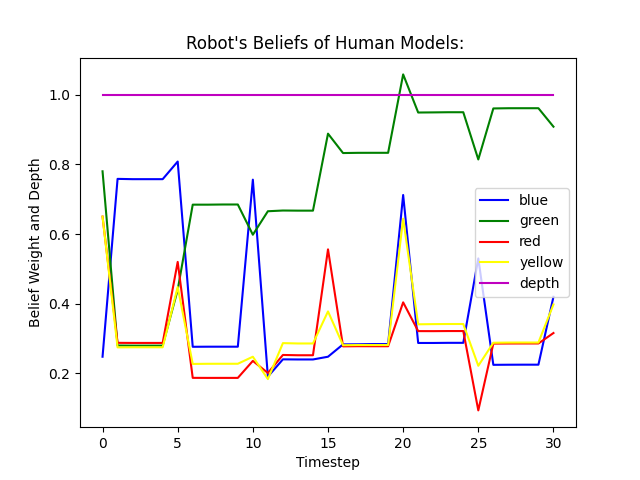 Robot's Beliefs of Human Models:
Belief Weight and Depth
1.0
0.8
0.6
0.4
0.2
0 5 10 15 20 25 30
Timestep
blue
green
red
yellow
depth